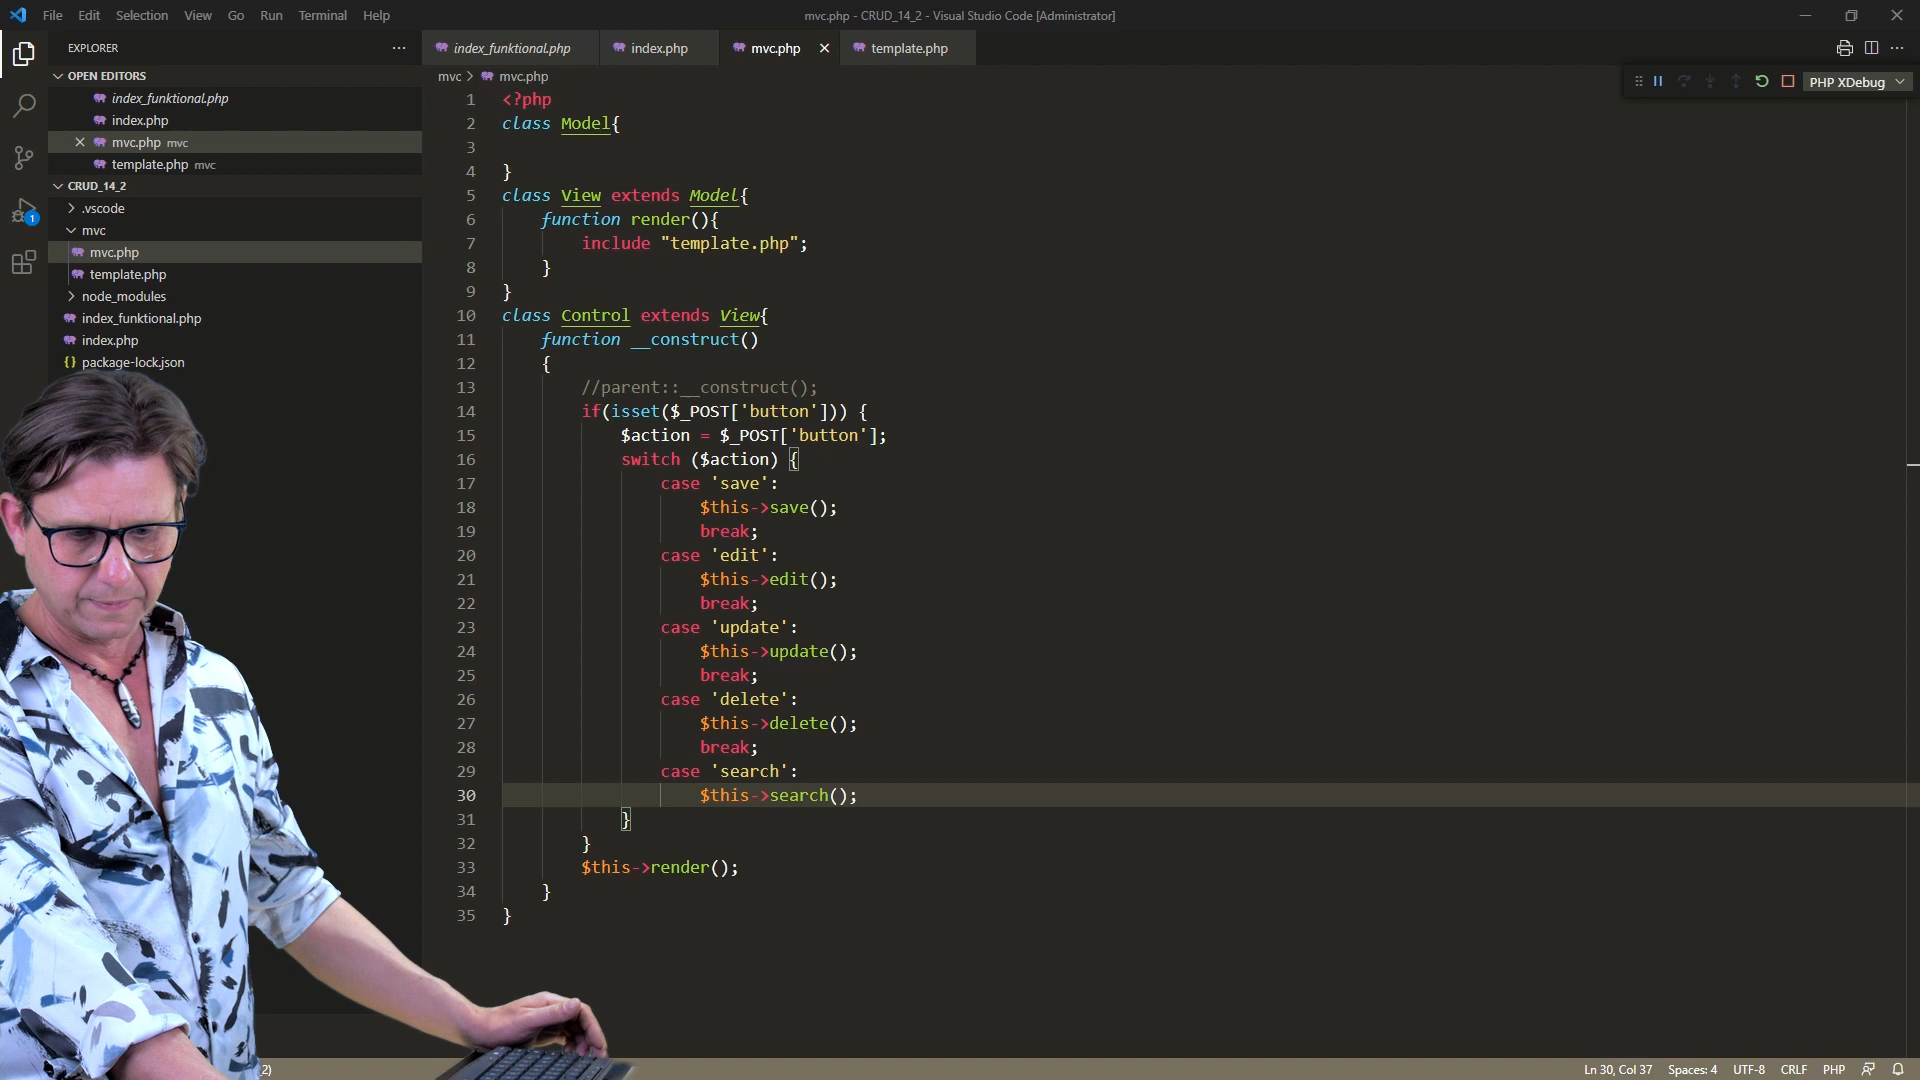 File Edit Selection View Go Run Terminal Help
mvc.php - CRUD_14_2 - Visual Studio Code [Administrator]
EXPLORER
index_funktional.php index.php mvc.php template.php
OPEN EDITORS
index_funktional.php
index.php
mvc.php mvc
template.php mvc
CRUD_14_2
.vscode
mvc
mvc.php
template.php
node_modules
index_funktional.php
index.php
{} package-lock.json
1
mvc > mvc.php
PHP XDebug
1 <?php
2 class Model{
3
4 }
5 class View extends Model{
6 function render(){
7 include "template.php";
8 }
9 }
10 class Control extends View{
11 function __construct()
12 {
13 //parent::__construct();
14 if(isset($_POST['button'])) {
15 $action = $_POST['button'];
16 switch ($action) {
17 case 'save':
18 $this->save();
19 break;
20 case 'edit':
21 $this->edit();
22 break;
23 case 'update':
24 $this->update();
25 break;
26 case 'delete':
27 $this->delete();
28 break;
29 case 'search':
30 $this->search();
31 }
32 }
33 $this->render();
34 }
35 }
2)
Ln 30, Col 37 Spaces: 4 UTF-8 CRLF PHP